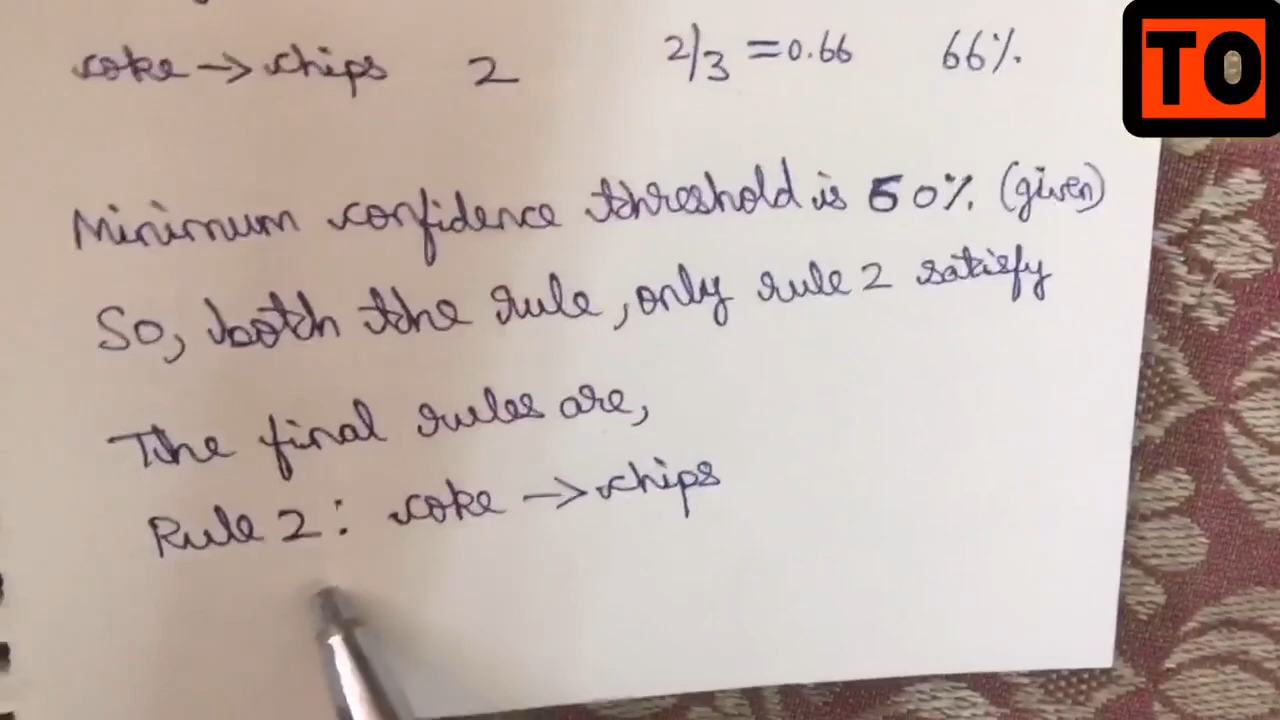 coke → chips 2 2/3 = 0.66 66%
TO
Minimum confidence threshold is 60% (given)
So, both the rule, only rule 2 satisfy
The final rules are,
Rule 2: coke → chips